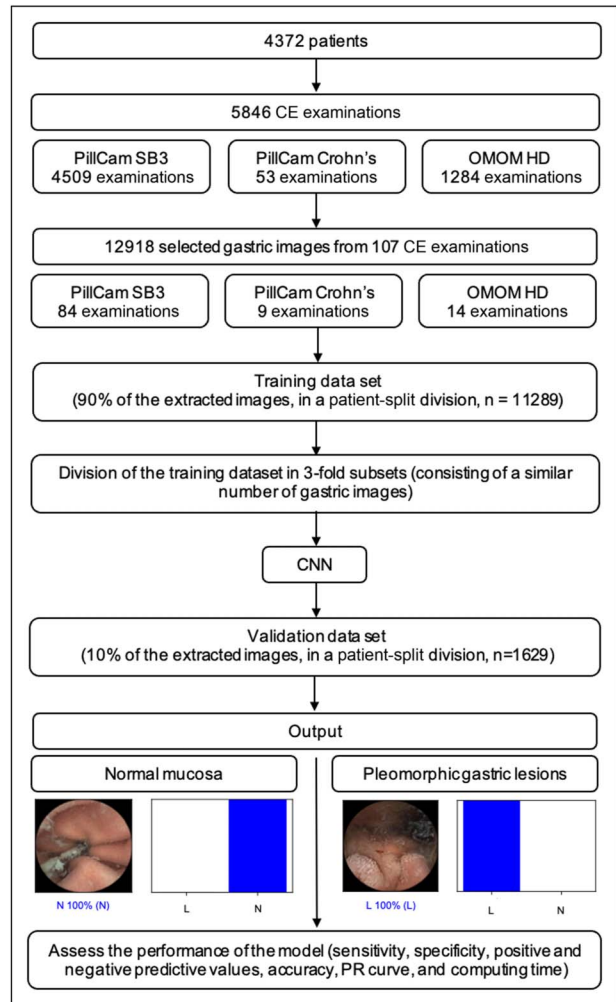 4372 patients
5846 CE examinations
PillCam SB3
4509 examinations
PillCam Crohn's
53 examinations
OMOM HD
1284 examinations
12918 selected gastric images from 107 CE examinations
PillCam SB3
84 examinations
PillCam Crohn's
9 examinations
OMOM HD
14 examinations
Training data set
(90% of the extracted images, in a patient-split division, n = 11289)
Division of the training dataset in 3-fold subsets (consisting of a similar
number of gastric images)
CNN
Validation data set
(10% of the extracted images, in a patient-split division, n=1629)
Output
Normal mucosa
N 100% (N)
L
N
Pleomorphic gastric lesions
L 100% (L)
L
N
Assess the performance of the model (sensitivity, specificity, positive and
negative predictive values, accuracy, PR curve, and computing time)